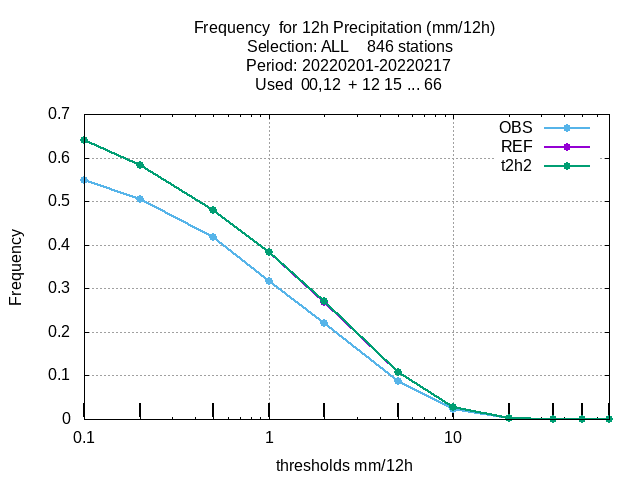 Frequency  for 12h Precipitation (mm/12h)
Selection: ALL    846 stations
Period: 20220201-20220217
Used  00,12  + 12 15 ... 66
OBS
REF
t2h2
Frequency
0.7
0.6
0.5
0.4
0.3
0.2
0.1
0
0.1 1 10
thresholds mm/12h